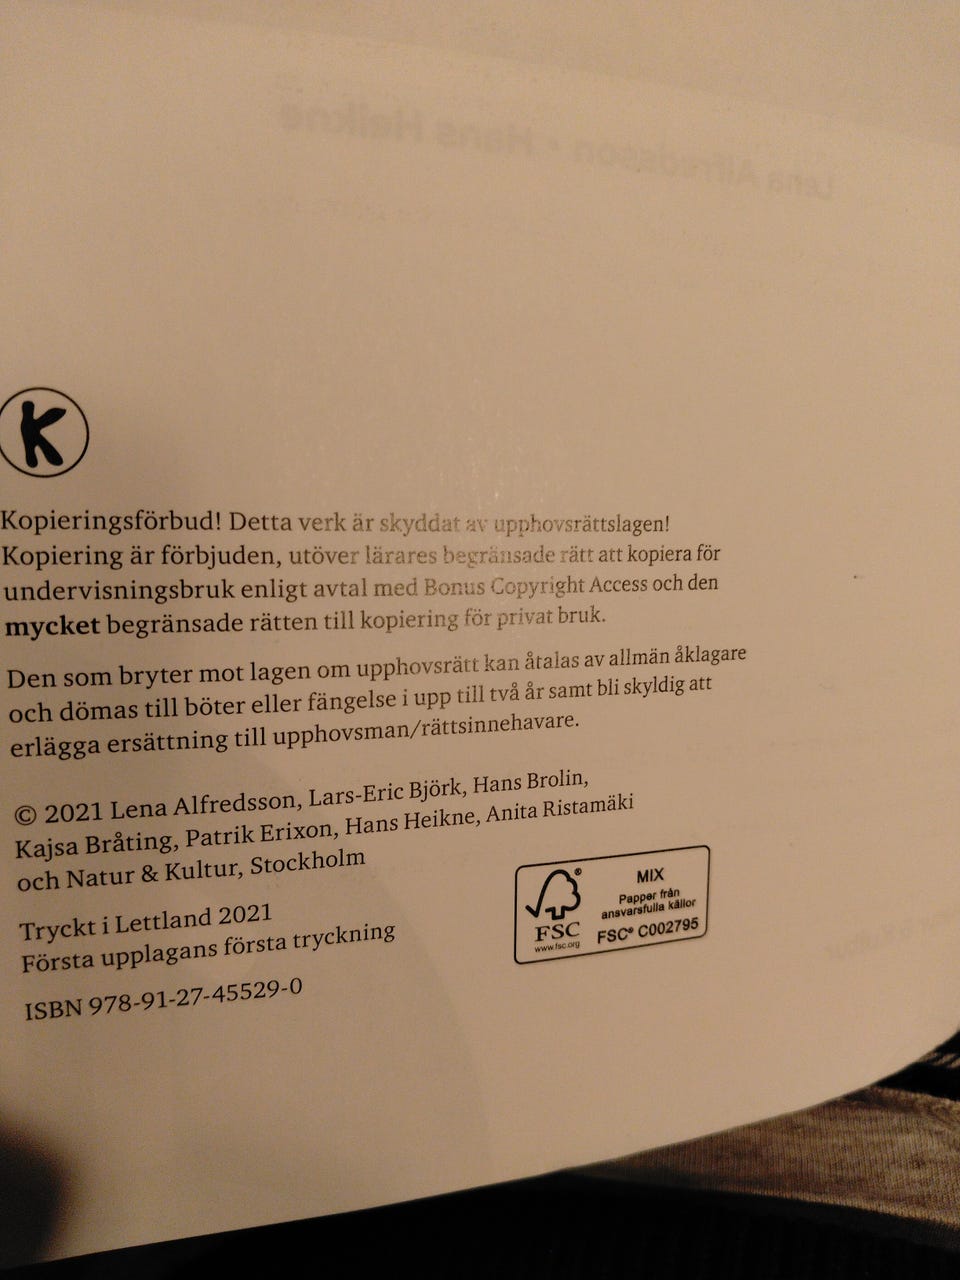 Lena Alfredsson • Hans Heikne
K
Kopieringsförbud! Detta verk är skyddat av upphovsrättslagen!
Kopiering är förbjuden, utöver lärares begränsade rätt att kopiera för
undervisningsbruk enligt avtal med Bonus Copyright Access och den
mycket begränsade rätten till kopiering för privat bruk.
Den som bryter mot lagen om upphovsrätt kan åtalas av allmän åklagare
och dömas till böter eller fängelse i upp till två år samt bli skyldig att
erlägga ersättning till upphovsman/rättsinnehavare.
© 2021 Lena Alfredsson, Lars-Eric Björk, Hans Brolin,
Kajsa Bråting, Patrik Erixon, Hans Heikne, Anita Ristamäki
och Natur & Kultur, Stockholm
Tryckt i Lettland 2021
Första upplagans första tryckning
ISBN 978-91-27-45529-0
FSC®
www.fsc.org
MIX
Papper från
ansvarsfulla källor
FSC® C002795